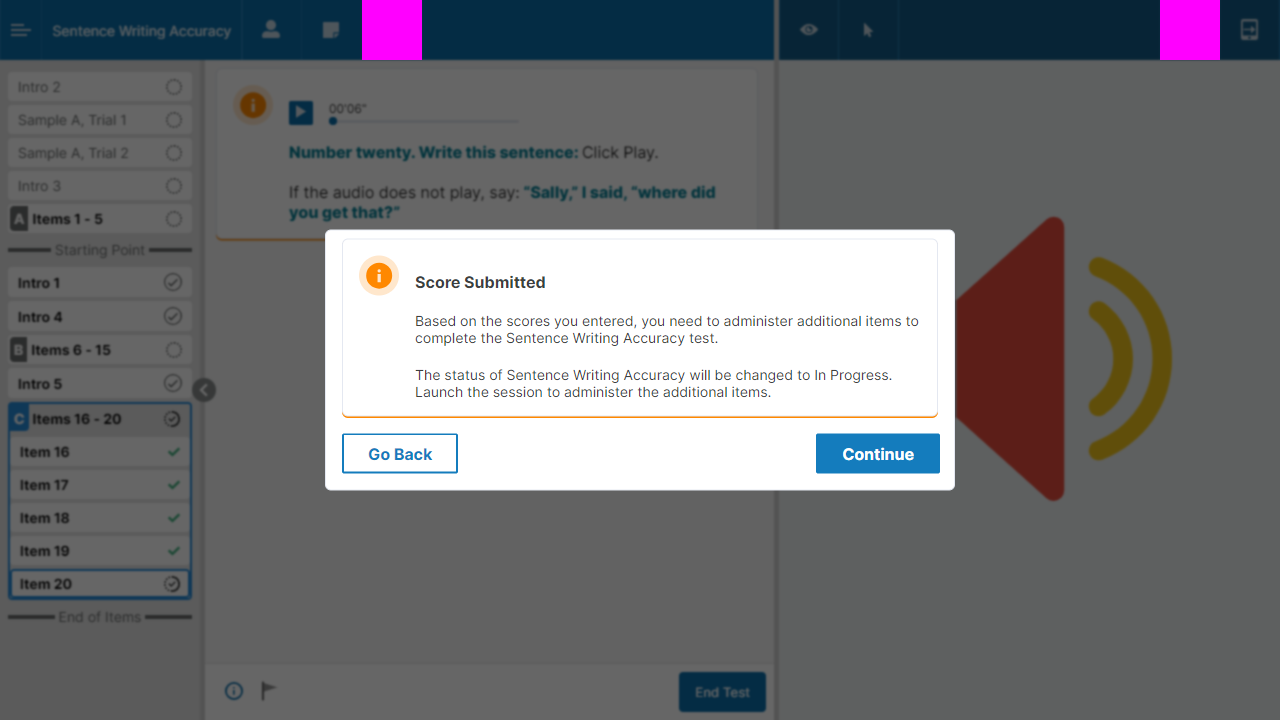 Sentence Writing Accuracy
Intro 2
Sample A, Trial 1
Sample A, Trial 2
Intro 3
A Items 1 - 5
Starting Point
Intro 1
Intro 4
B Items 6 - 15
Intro 5
C Items 16 - 20
Item 16
Item 17
Item 18
Item 19
Item 20
End of Items
00'06"
Number twenty. Write this sentence: Click Play.
If the audio does not play, say: “Sally,” I said, “where did
you get that?”
Score Submitted
Based on the scores you entered, you need to administer additional items to
complete the Sentence Writing Accuracy test.
The status of Sentence Writing Accuracy will be changed to In Progress.
Launch the session to administer the additional items.
Go Back
Continue
End Test